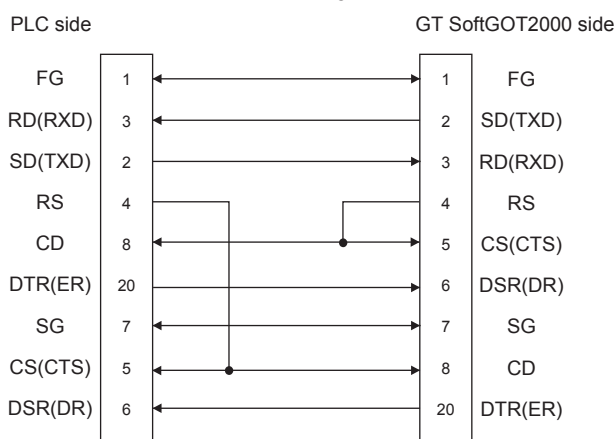 PLC side GT SoftGOT2000 side
FG 1 1 FG
RD(RXD) 3 2 SD(TXD)
SD(TXD) 2 3 RD(RXD)
RS 4 4 RS
CD 8 5 CS(CTS)
DTR(ER) 20 6 DSR(DR)
SG 7 7 SG
CS(CTS) 5 8 CD
DSR(DR) 6 20 DTR(ER)